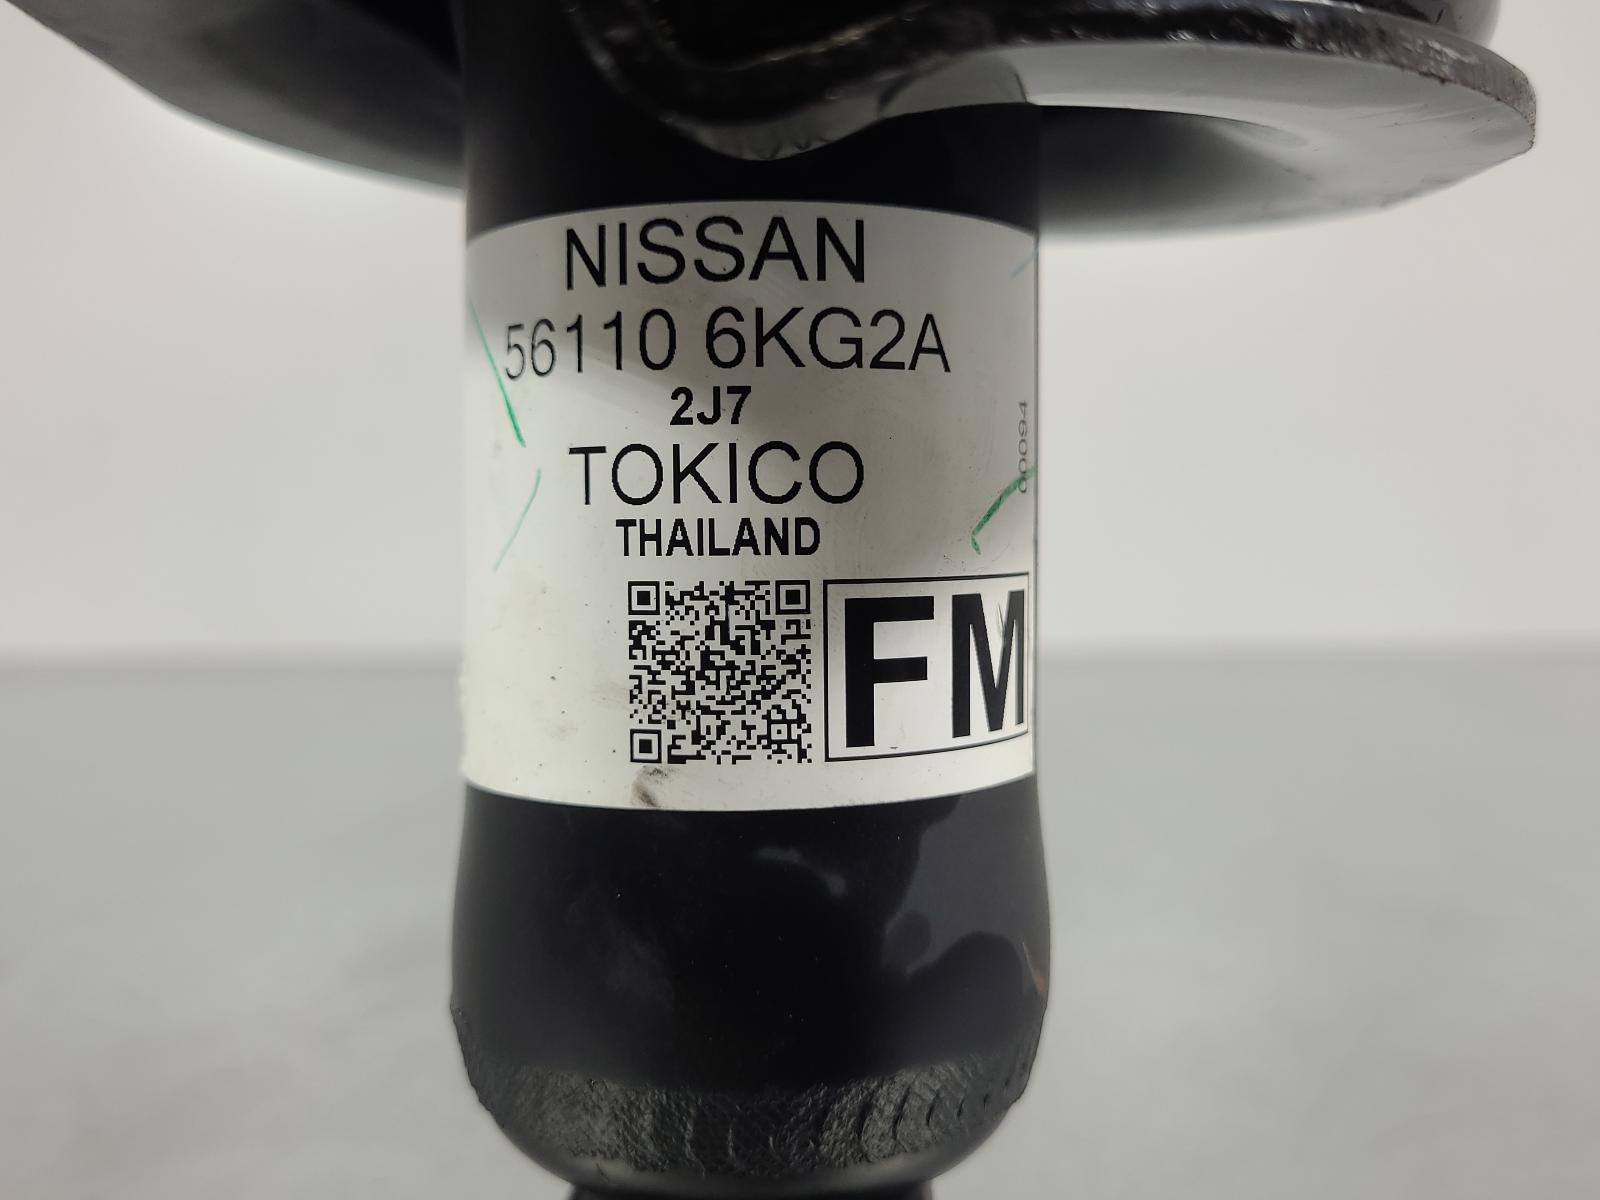 NISSAN
56110 6KG2A
2J7
TOKICO
THAILAND
FM
00094